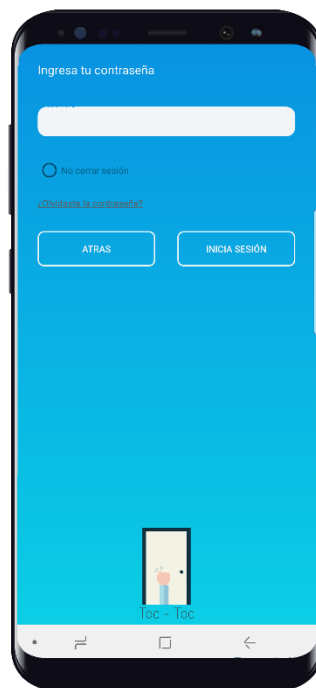 Ingresa tu contraseña
No cerrar sesión
¿Olvidaste la contraseña?
ATRAS
INICIA SESIÓN
Toc - Toc